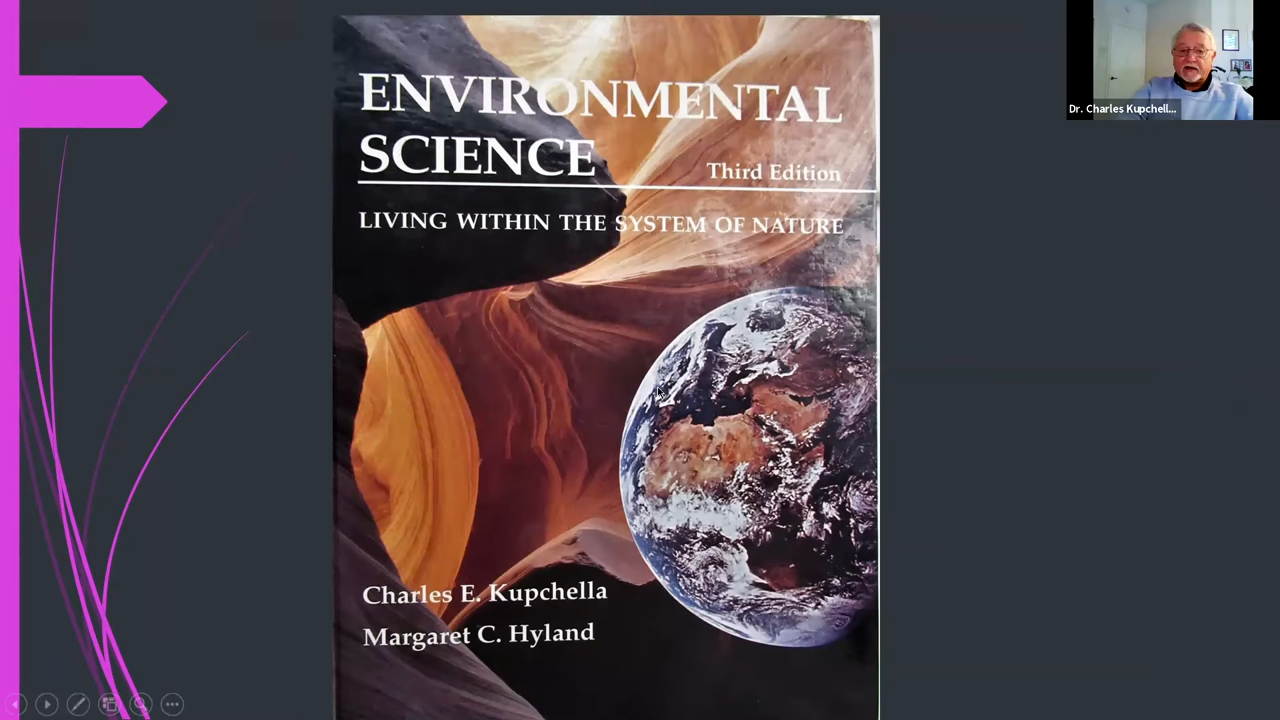 ENVIRONMENTAL
SCIENCE
Third Edition
LIVING WITHIN THE SYSTEM OF NATURE
Charles E. Kupchella
Margaret C. Hyland
Dr. Charles Kupchell...